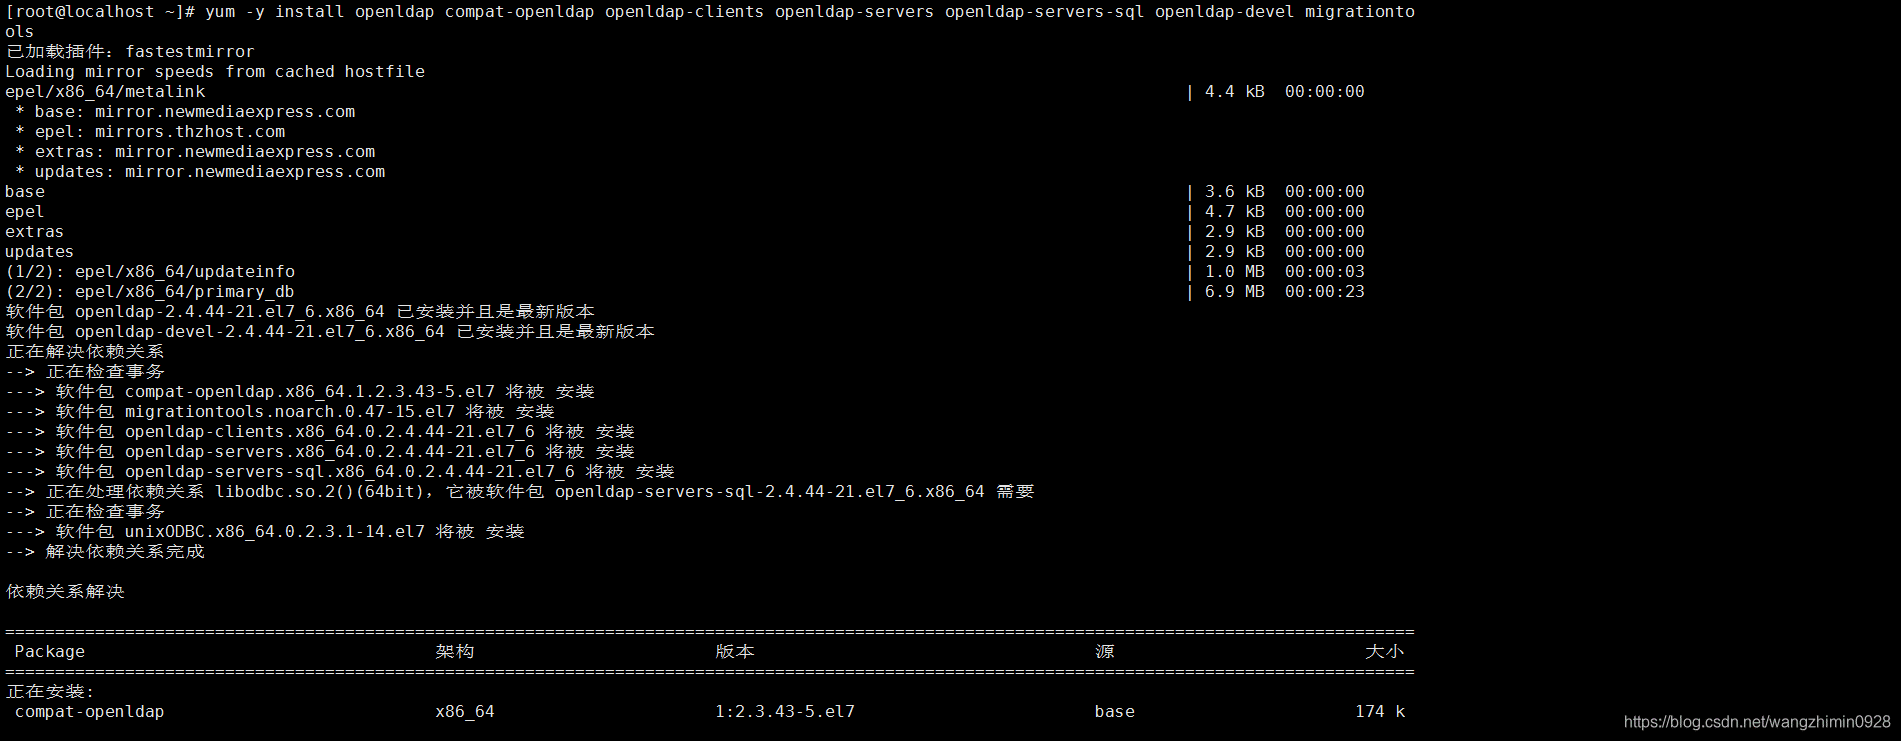 [root@localhost ~]# yum -y install openldap compat-openldap openldap-clients openldap-servers openldap-servers-sql openldap-devel migrationto
ols
已加载插件：fastestmirror
Loading mirror speeds from cached hostfile
epel/x86_64/metalink | 4.4 kB 00:00:00
* base: mirror.newmediaexpress.com
* epel: mirrors.thzhost.com
* extras: mirror.newmediaexpress.com
* updates: mirror.newmediaexpress.com
base | 3.6 kB 00:00:00
epel | 4.7 kB 00:00:00
extras | 2.9 kB 00:00:00
updates | 2.9 kB 00:00:00
(1/2): epel/x86_64/updateinfo | 1.0 MB 00:00:03
(2/2): epel/x86_64/primary_db | 6.9 MB 00:00:23
软件包 openldap-2.4.44-21.el7_6.x86_64 已安装并且是最新版本
软件包 openldap-devel-2.4.44-21.el7_6.x86_64 已安装并且是最新版本
正在解决依赖关系
--> 正在检查事务
---> 软件包 compat-openldap.x86_64.1.2.3.43-5.el7 将被 安装
---> 软件包 migrationtools.noarch.0.47-15.el7 将被 安装
---> 软件包 openldap-clients.x86_64.0.2.4.44-21.el7_6 将被 安装
---> 软件包 openldap-servers.x86_64.0.2.4.44-21.el7_6 将被 安装
---> 软件包 openldap-servers-sql.x86_64.0.2.4.44-21.el7_6 将被 安装
--> 正在处理依赖关系 libodbc.so.2()(64bit)，它被软件包 openldap-servers-sql-2.4.44-21.el7_6.x86_64 需要
--> 正在检查事务
---> 软件包 unixODBC.x86_64.0.2.3.1-14.el7 将被 安装
--> 解决依赖关系完成
依赖关系解决
=============================================================================================================================================
Package 架构 版本 源 大小
=============================================================================================================================================
正在安装:
compat-openldap x86_64 1:2.3.43-5.el7 base 174 k
https://blog.csdn.net/wangzhimin0928